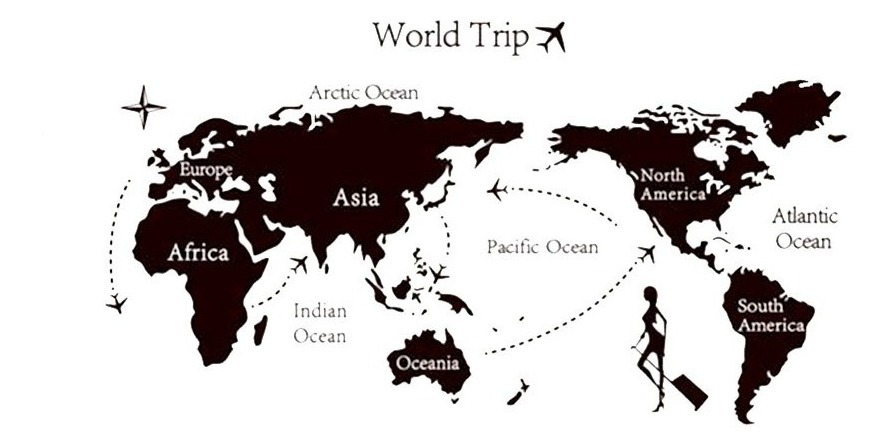 World Trip
Arctic Ocean
Europe
Asia
North
America
Africa
Pacific Ocean
Atlantic
Ocean
Indian
Ocean
South
America
Oceania